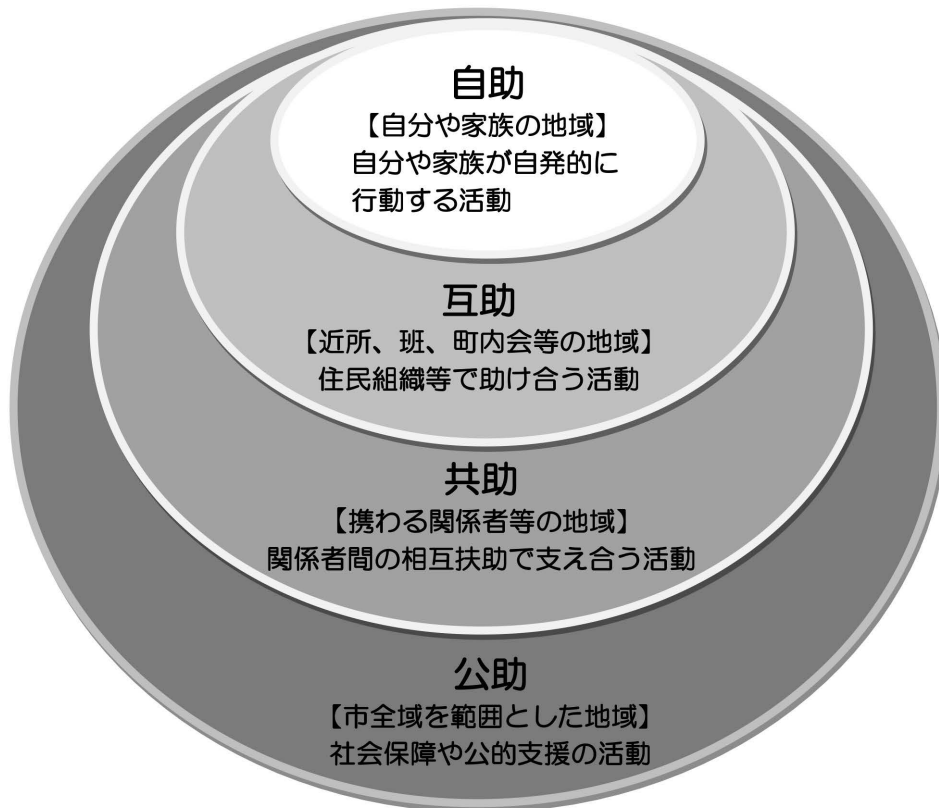 自助
【自分や家族の地域】
自分や家族が自発的に
行動する活動
互助
【近所、班、町内会等の地域】
住民組織等で助け合う活動
共助
【携わる関係者等の地域】
関係者間の相互扶助で支え合う活動
公助
【市全域を範囲とした地域】
社会保障や公的支援の活動